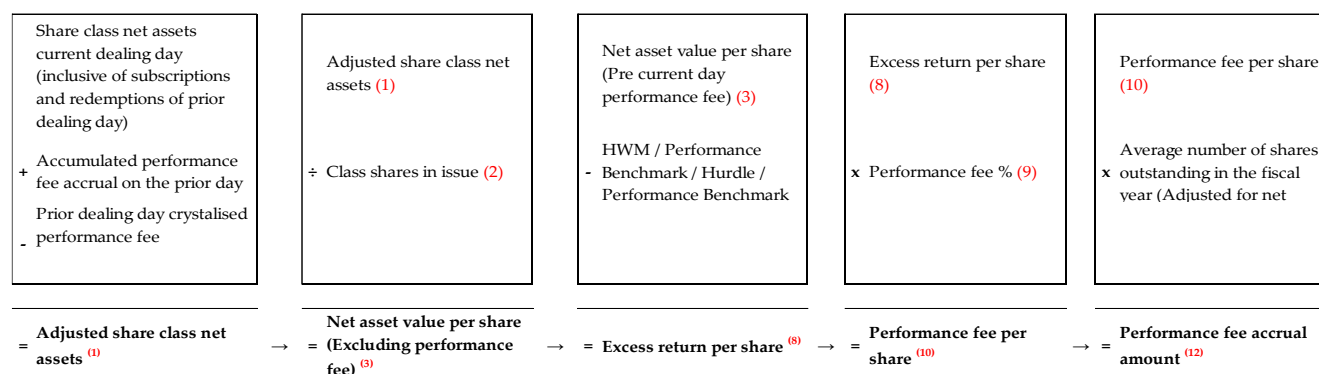 Share class net assets
current dealing day
(inclusive of subscriptions
and redemptions of prior
dealing day)
+ Accumulated performance
fee accrual on the prior day
Prior dealing day crystalised
- performance fee
= Adjusted share class net
assets (1)
→
Adjusted share class net
assets (1)
÷ Class shares in issue (2)
= Net asset value per share
(Excluding performance
fee) (3)
→
Net asset value per share
(Pre current day
performance fee) (3)
HWM / Performance
- Benchmark / Hurdle /
Performance Benchmark
= Excess return per share (8)
→
Excess return per share
(8)
x Performance fee % (9)
= Performance fee per
share (10)
→
Performance fee per share
(10)
Average number of shares
x outstanding in the fiscal
year (Adjusted for net
= Performance fee accrual
amount (12)